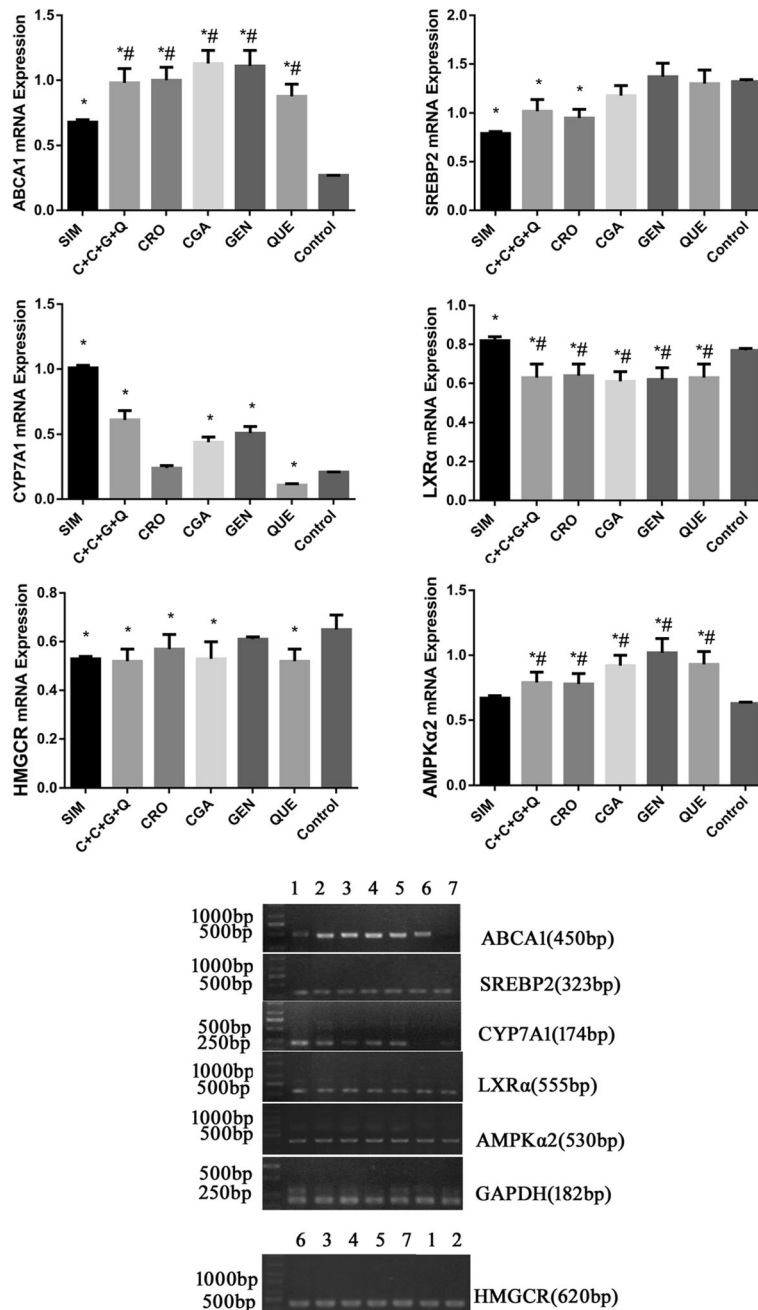 ABCA1 mRNA Expression
1.5
1.0
0.5
0.0
*
*#
*#
*#
*#
*#
SIM
C+C+G+Q
CRO
CGA
GEN
QUE
Control
SREBP2 mRNA Expression
2.0
1.5
1.0
0.5
0.0
*
*
*
SIM
C+C+G+Q
CRO
CGA
GEN
QUE
Control
CYP7A1 mRNA Expression
1.5
1.0
0.5
0.0
*
*
*
*
*
SIM
C+C+G+Q
CRO
CGA
GEN
QUE
Control
LXRα mRNA Expression
1.0
0.8
0.6
0.4
0.2
0.0
*
*#
*#
*#
*#
*#
SIM
C+C+G+Q
CRO
CGA
GEN
QUE
Control
HMGCR mRNA Expression
0.8
0.6
0.4
0.2
0.0
*
*
*
*
*
SIM
C+C+G+Q
CRO
CGA
GEN
QUE
Control
AMPKα2 mRNA Expression
1.5
1.0
0.5
0.0
*#
*#
*#
*#
*#
SIM
C+C+G+Q
CRO
CGA
GEN
QUE
Control
1 2 3 4 5 6 7
1000bp
500bp
ABCA1(450bp)
1000bp
500bp
SREBP2(323bp)
500bp
250bp
CYP7A1(174bp)
1000bp
500bp
LXRα(555bp)
1000bp
500bp
AMPKα2(530bp)
500bp
250bp
GAPDH(182bp)
6 3 4 5 7 1 2
1000bp
500bp
HMGCR(620bp)